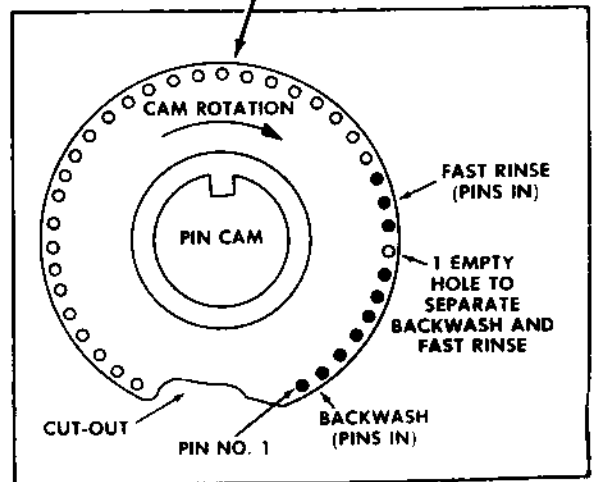 CAM ROTATION
PIN CAM
FAST RINSE
(PINS IN)
1 EMPTY
HOLE TO
SEPARATE
BACKWASH AND
FAST RINSE
BACKWASH
(PINS IN)
CUT-OUT
PIN NO. 1